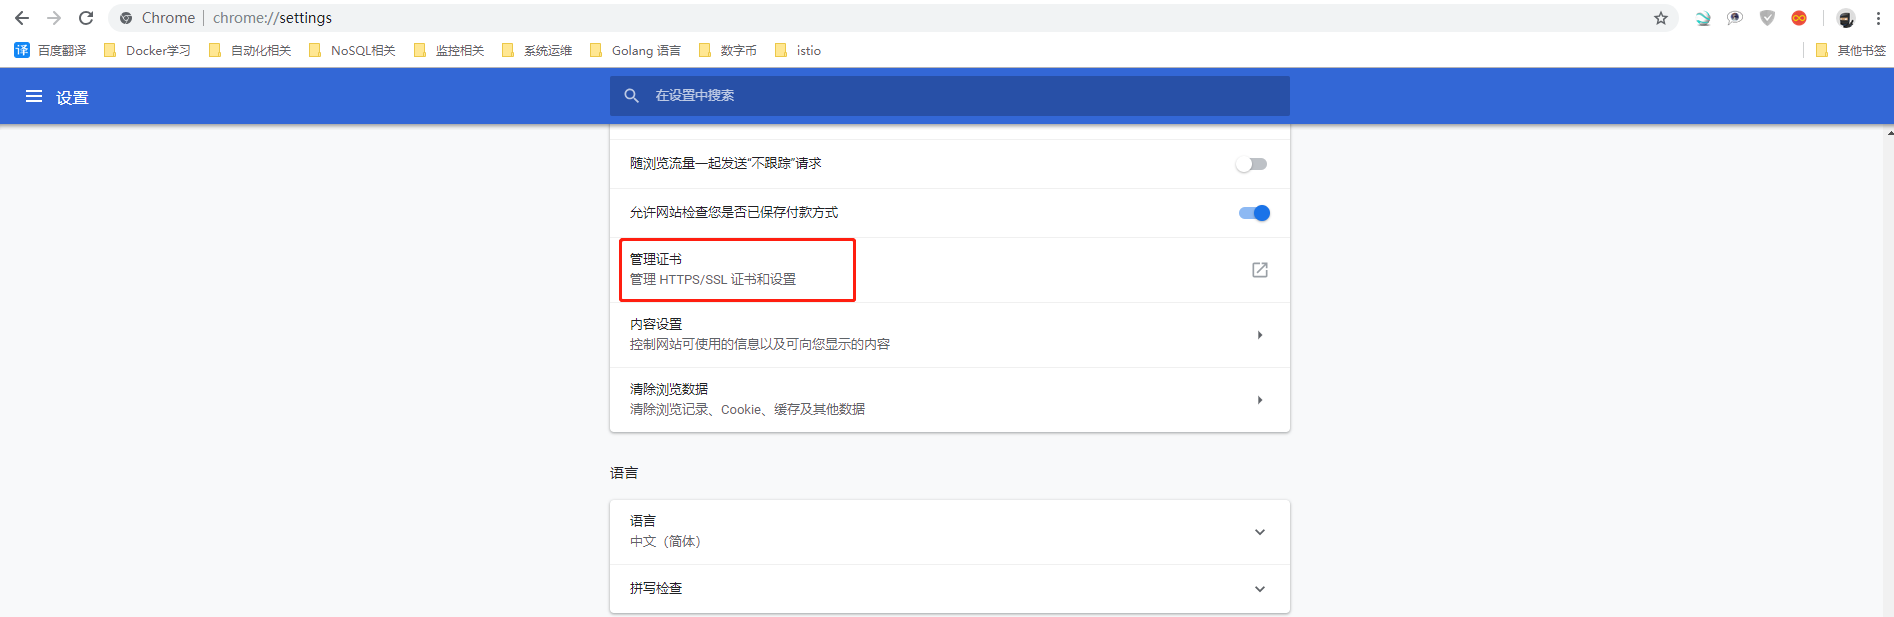 Chrome | chrome://settings
译 百度翻译 Docker学习 自动化相关 NoSQL相关 监控相关 系统运维 Golang 语言 数字币 istio 其他书签
设置 在设置中搜索
随浏览流量一起发送“不跟踪”请求
允许网站检查您是否已保存付款方式
管理证书
管理 HTTPS/SSL 证书和设置
内容设置
控制网站可使用的信息以及可向您显示的内容
清除浏览数据
清除浏览记录、Cookie、缓存及其他数据
语言
语言
中文（简体）
拼写检查